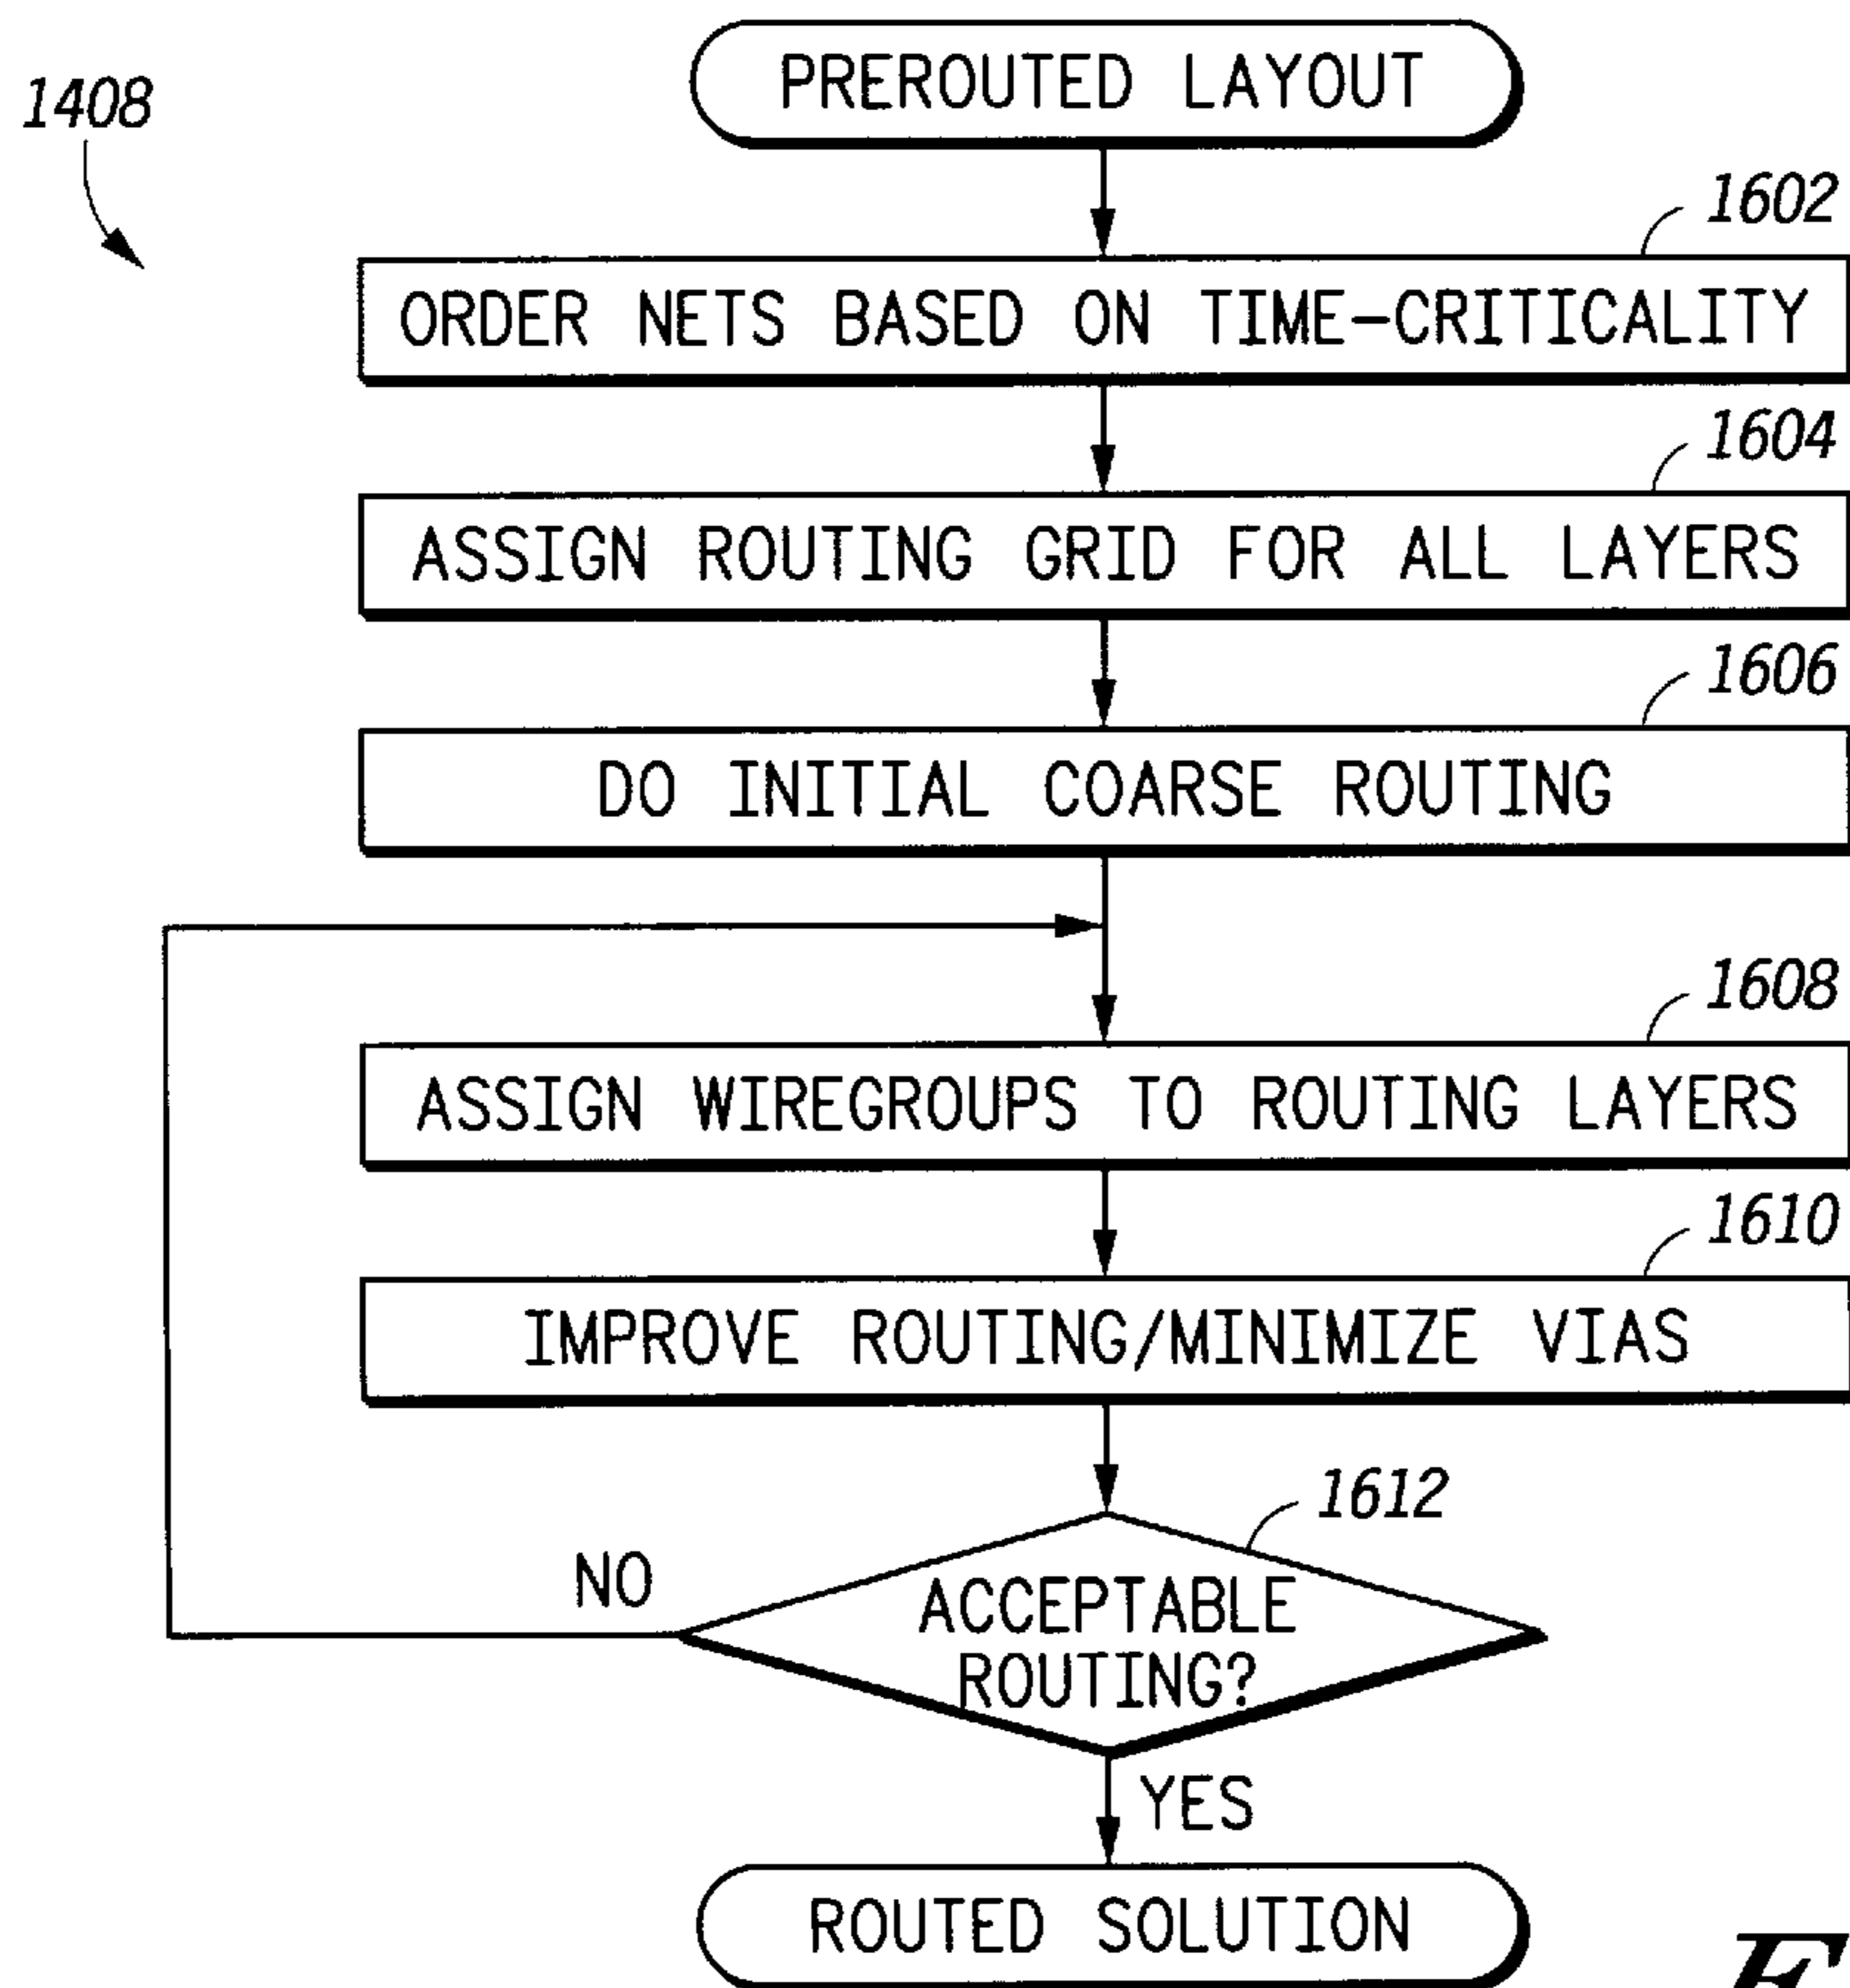 PREROUTED LAYOUT
1408
1602
ORDER NETS BASED ON TIME-CRITICALITY
1604
ASSIGN ROUTING GRID FOR ALL LAYERS
1606
DO INITIAL COARSE ROUTING
1608
ASSIGN WIREGROUPS TO ROUTING LAYERS
1610
IMPROVE ROUTING/MINIMIZE VIAS
1612
NO
ACCEPTABLE
ROUTING?
YES
ROUTED SOLUTION